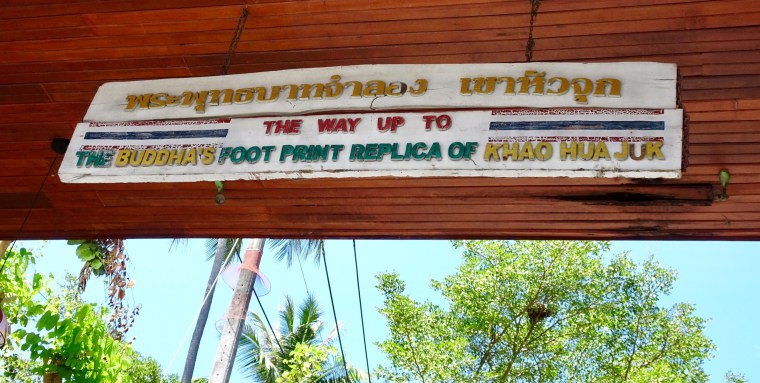 พระพุทธบาทจำลอง เขาหัวจุก
THE WAY UP TO
THE BUDDHA'S FOOT PRINT REPLICA OF KHAO HUA JUK